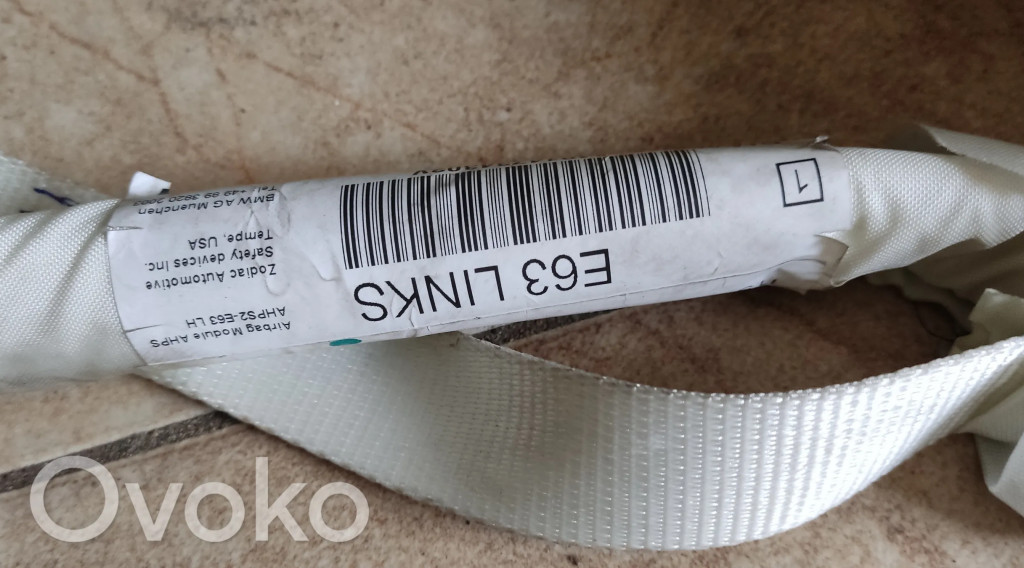 Airbag Module AHPS
AHPS2-E63 LH
Zodiac Automotive
Safety devices Inc.
Tempe, USA
BMW AG Muenchen
E63 LINKS
1
Ovoko